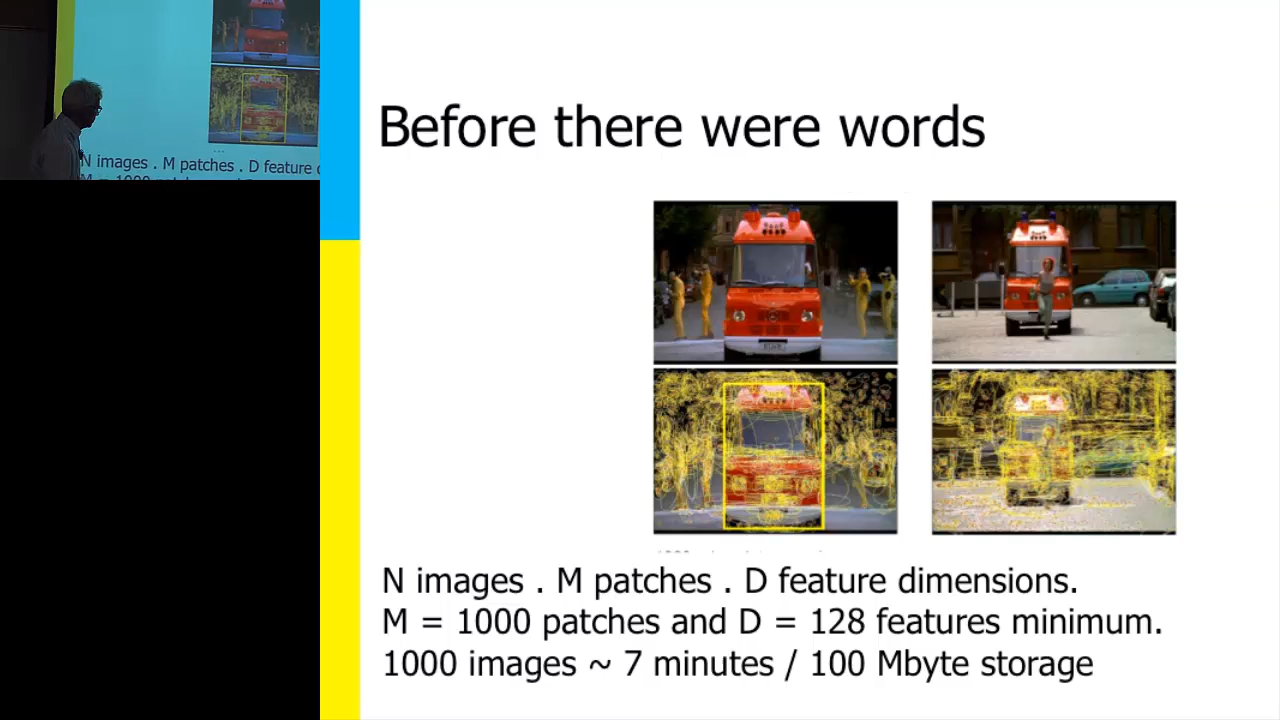 Before there were words
N images . M patches . D feature dimensions.
M = 1000 patches and D = 128 features minimum.
1000 images ~ 7 minutes / 100 Mbyte storage
N images . M patches . D feature